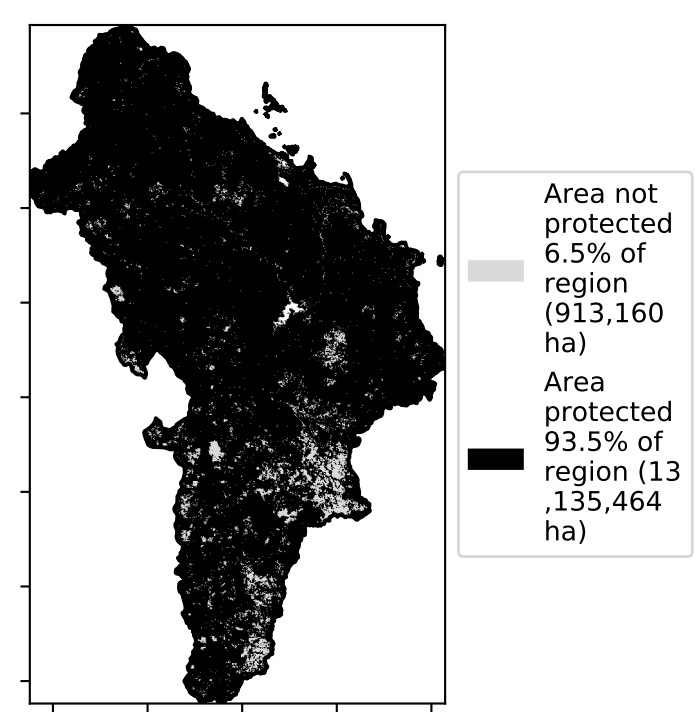 Area not
protected
6.5% of
region
(913,160
ha)
Area
protected
93.5% of
region (13
,135,464
ha)